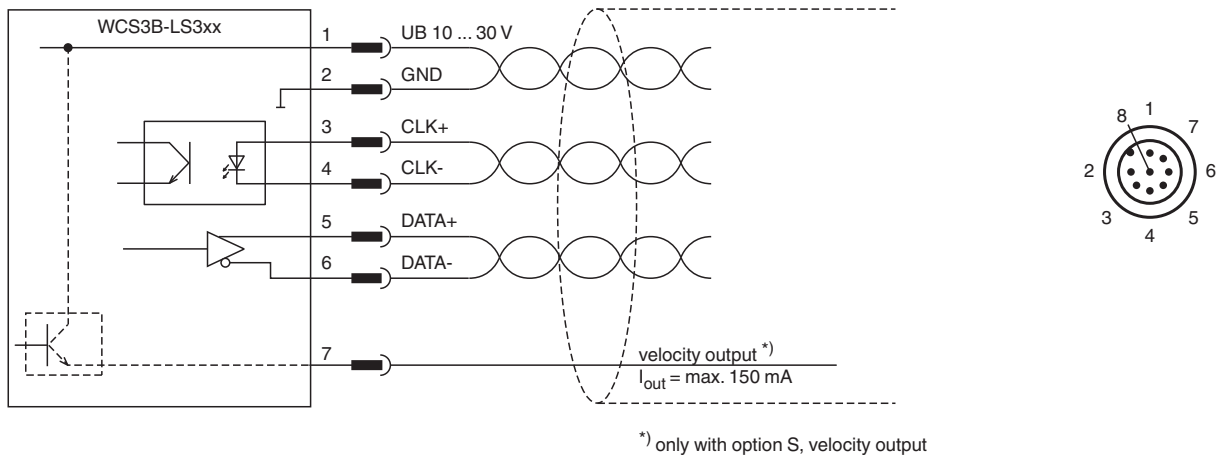 WCS3B-LS3xx
1 UB 10 ... 30 V
2 GND
3 CLK+
4 CLK-
5 DATA+
6 DATA-
7 velocity output *)
Iout = max. 150 mA
*) only with option S, velocity output
8 1 7
2 6
3 5
4